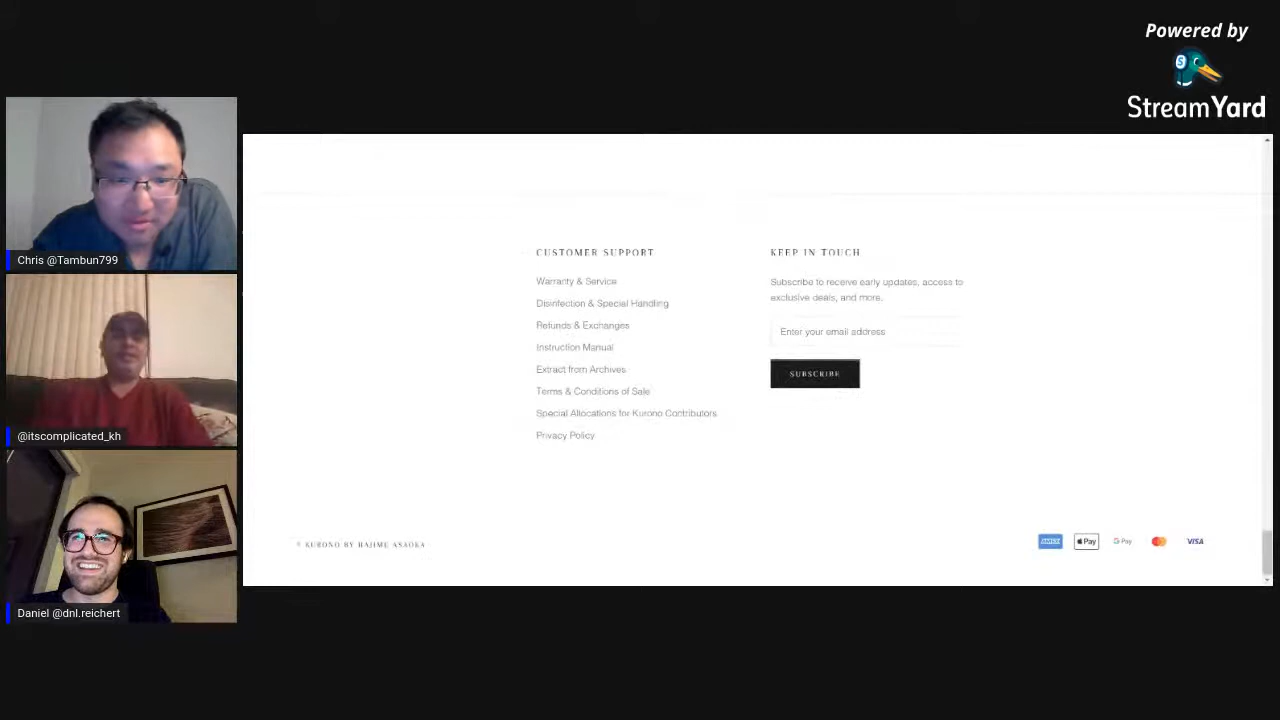 Powered by
StreamYard
Chris @Tambun799
@itscomplicated_kh
Daniel @dnl.reichert
CUSTOMER SUPPORT
Warranty & Service
Disinfection & Special Handling
Refunds & Exchanges
Instruction Manual
Extract from Archives
Terms & Conditions of Sale
Special Allocations for Kurono Contributors
Privacy Policy
KEEP IN TOUCH
Subscribe to receive early updates, access to
exclusive deals, and more.
Enter your email address
SUBSCRIBE
© KURONO BY HAJIME ASAOKA
Pay
G Pay
VISA